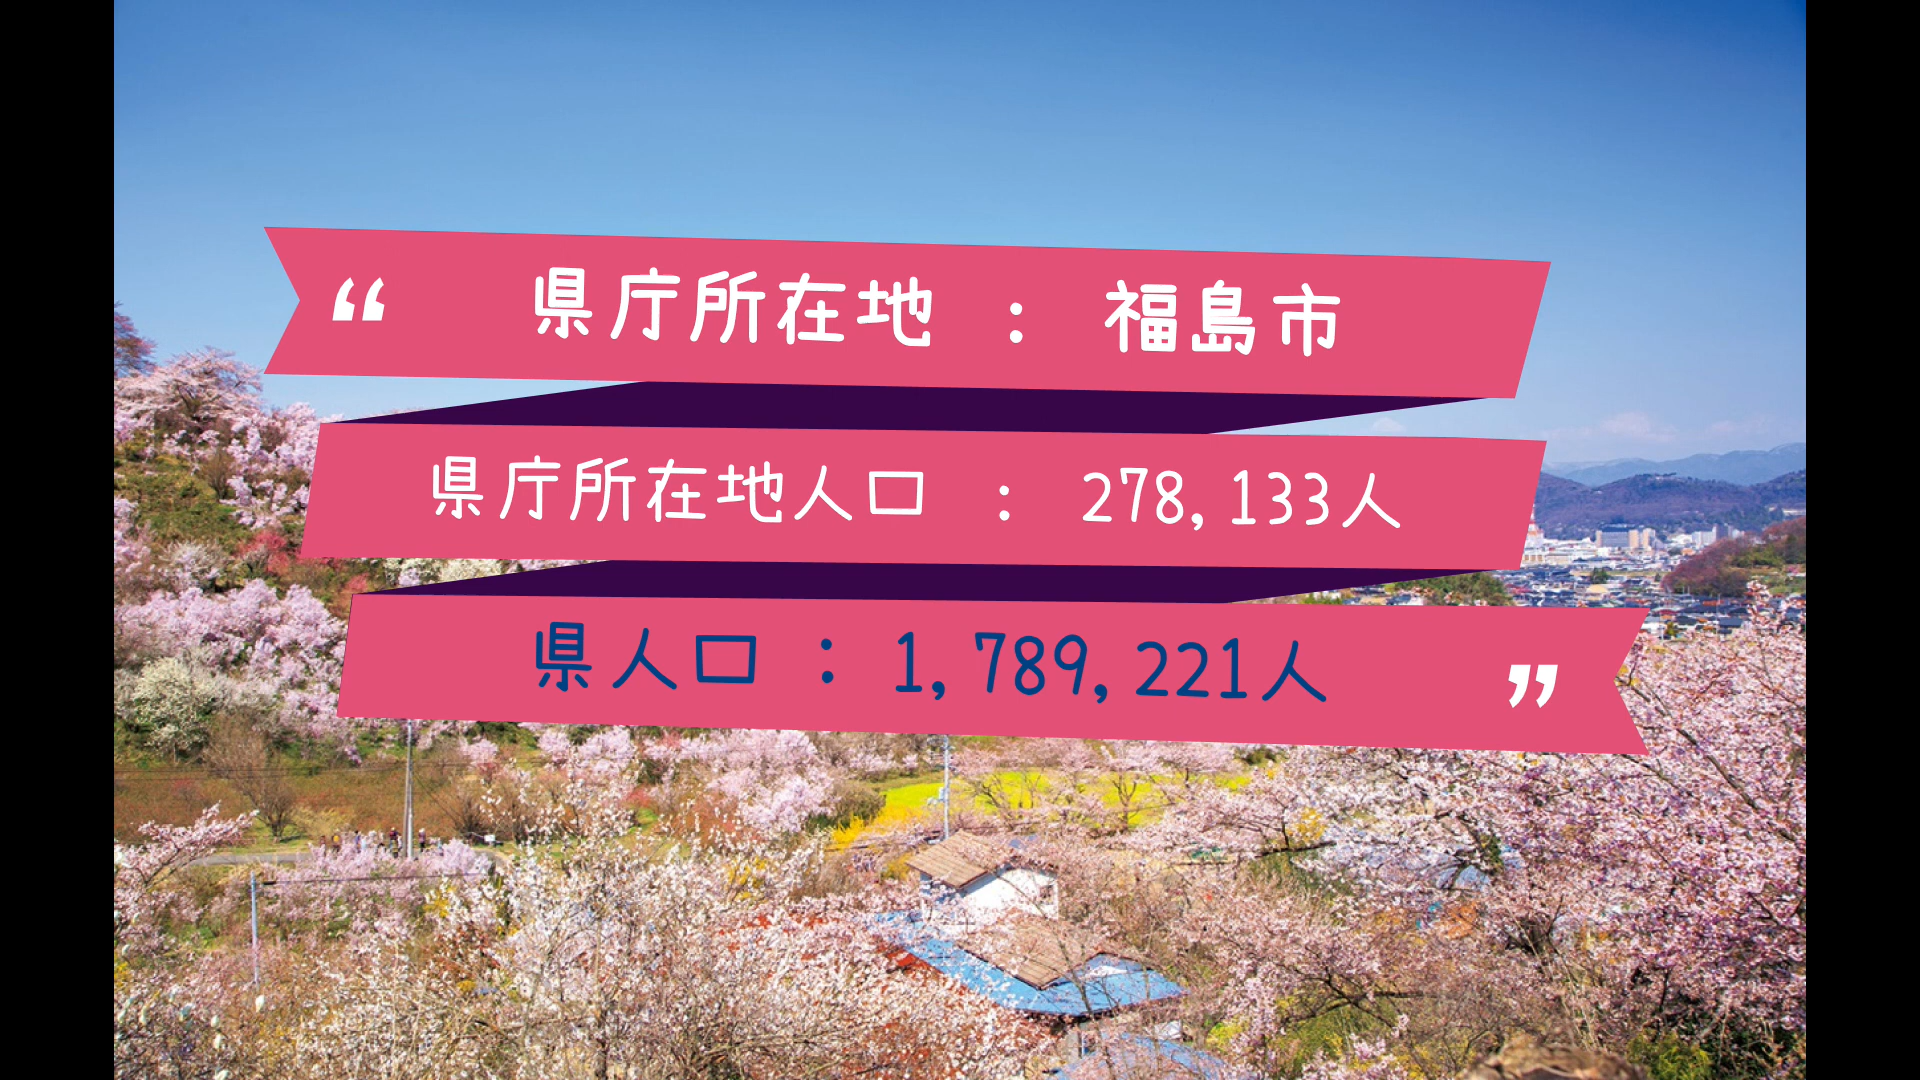 “ 県庁所在地 : 福島市
県庁所在地人口 : 278,133人
県人口 : 1,789,221人 ”